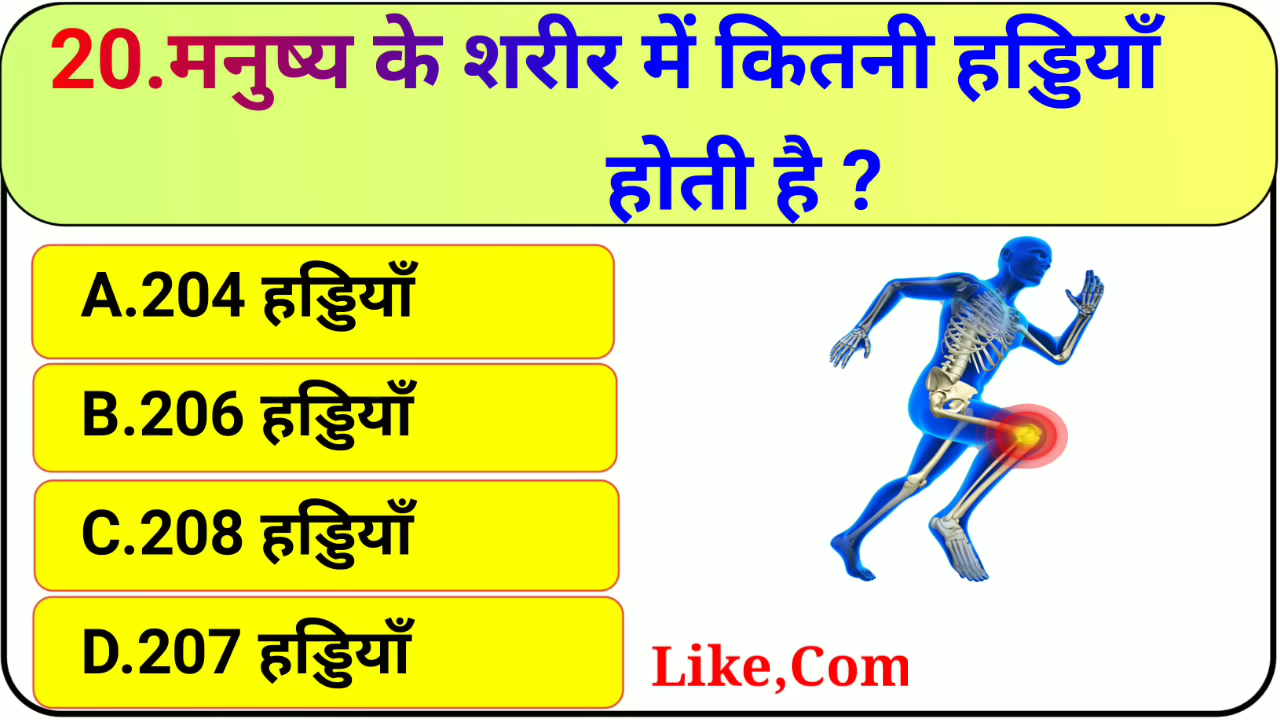 20.मनुष्य के शरीर में कितनी हड्डियाँ
होती है ?
A.204 हड्डियाँ
B.206 हड्डियाँ
C.208 हड्डियाँ
D.207 हड्डियाँ
Like,Com